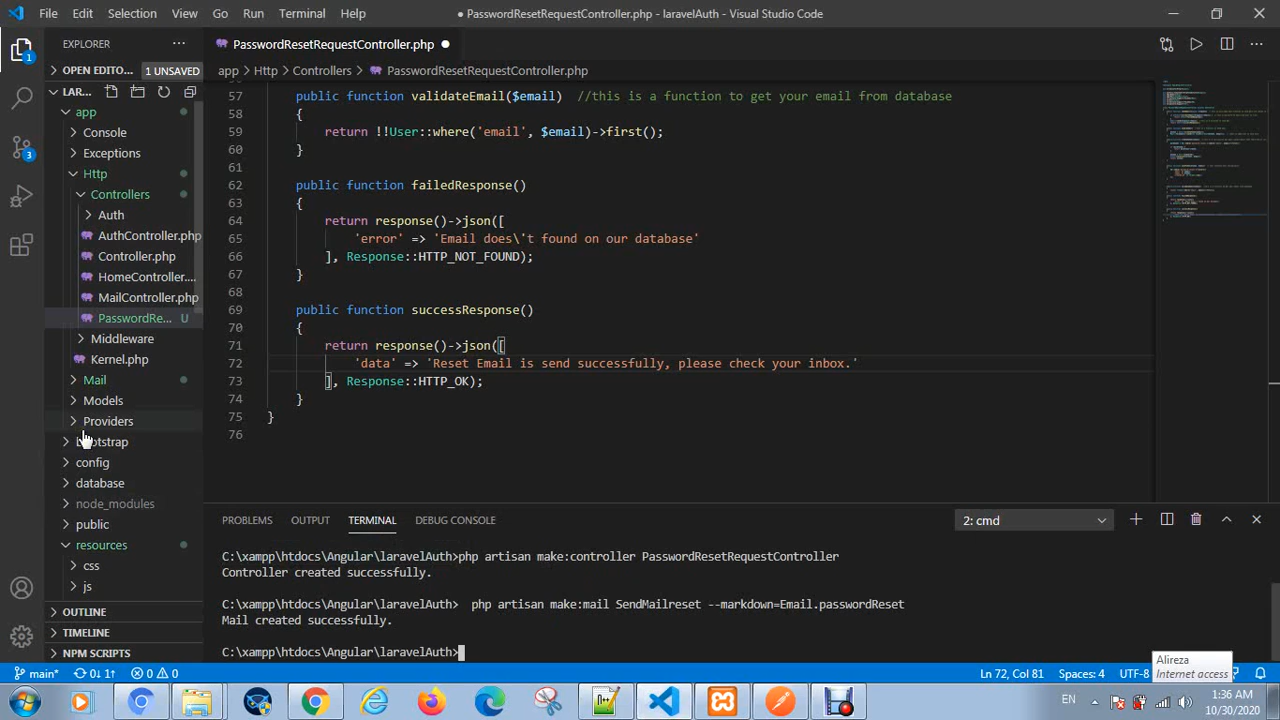 File Edit Selection View Go Run Terminal Help
● PasswordResetRequestController.php - laravelAuth - Visual Studio Code
EXPLORER
PasswordResetRequestController.php ●
OPEN EDITO... 1 UNSAVED
app > Http > Controllers > PasswordResetRequestController.php
LAR...
app
Console
Exceptions
Http
Controllers
Auth
AuthController.php
Controller.php
HomeController....
MailController.php
PasswordRe... U
Middleware
Kernel.php
Mail
Models
Providers
bootstrap
config
database
node_modules
public
resources
css
js
OUTLINE
TIMELINE
NPM SCRIPTS
57 public function validateEmail($email) //this is a function to get your email from database
59 return !!User::where('email', $email)->first();
60 }
61
62 public function failedResponse()
63 {
64 return response()->json([
65 'error' => 'Email does\'t found on our database'
66 ], Response::HTTP_NOT_FOUND);
67 }
68
69 public function successResponse()
70 {
71 return response()->json([
72 'data' => 'Reset Email is send successfully, please check your inbox.'
73 ], Response::HTTP_OK);
74 }
75 }
76
PROBLEMS OUTPUT TERMINAL DEBUG CONSOLE 2: cmd
C:\xampp\htdocs\Angular\laravelAuth>php artisan make:controller PasswordResetRequestController
Controller created successfully.
C:\xampp\htdocs\Angular\laravelAuth> php artisan make:mail SendMailreset --markdown=Email.passwordReset
Mail created successfully.
C:\xampp\htdocs\Angular\laravelAuth>
Alireza
Internet access
main* 0↓ 1↑ 0 0 Ln 72, Col 81 Spaces: 4 UTF-8
EN 1:36 AM
10/30/2020